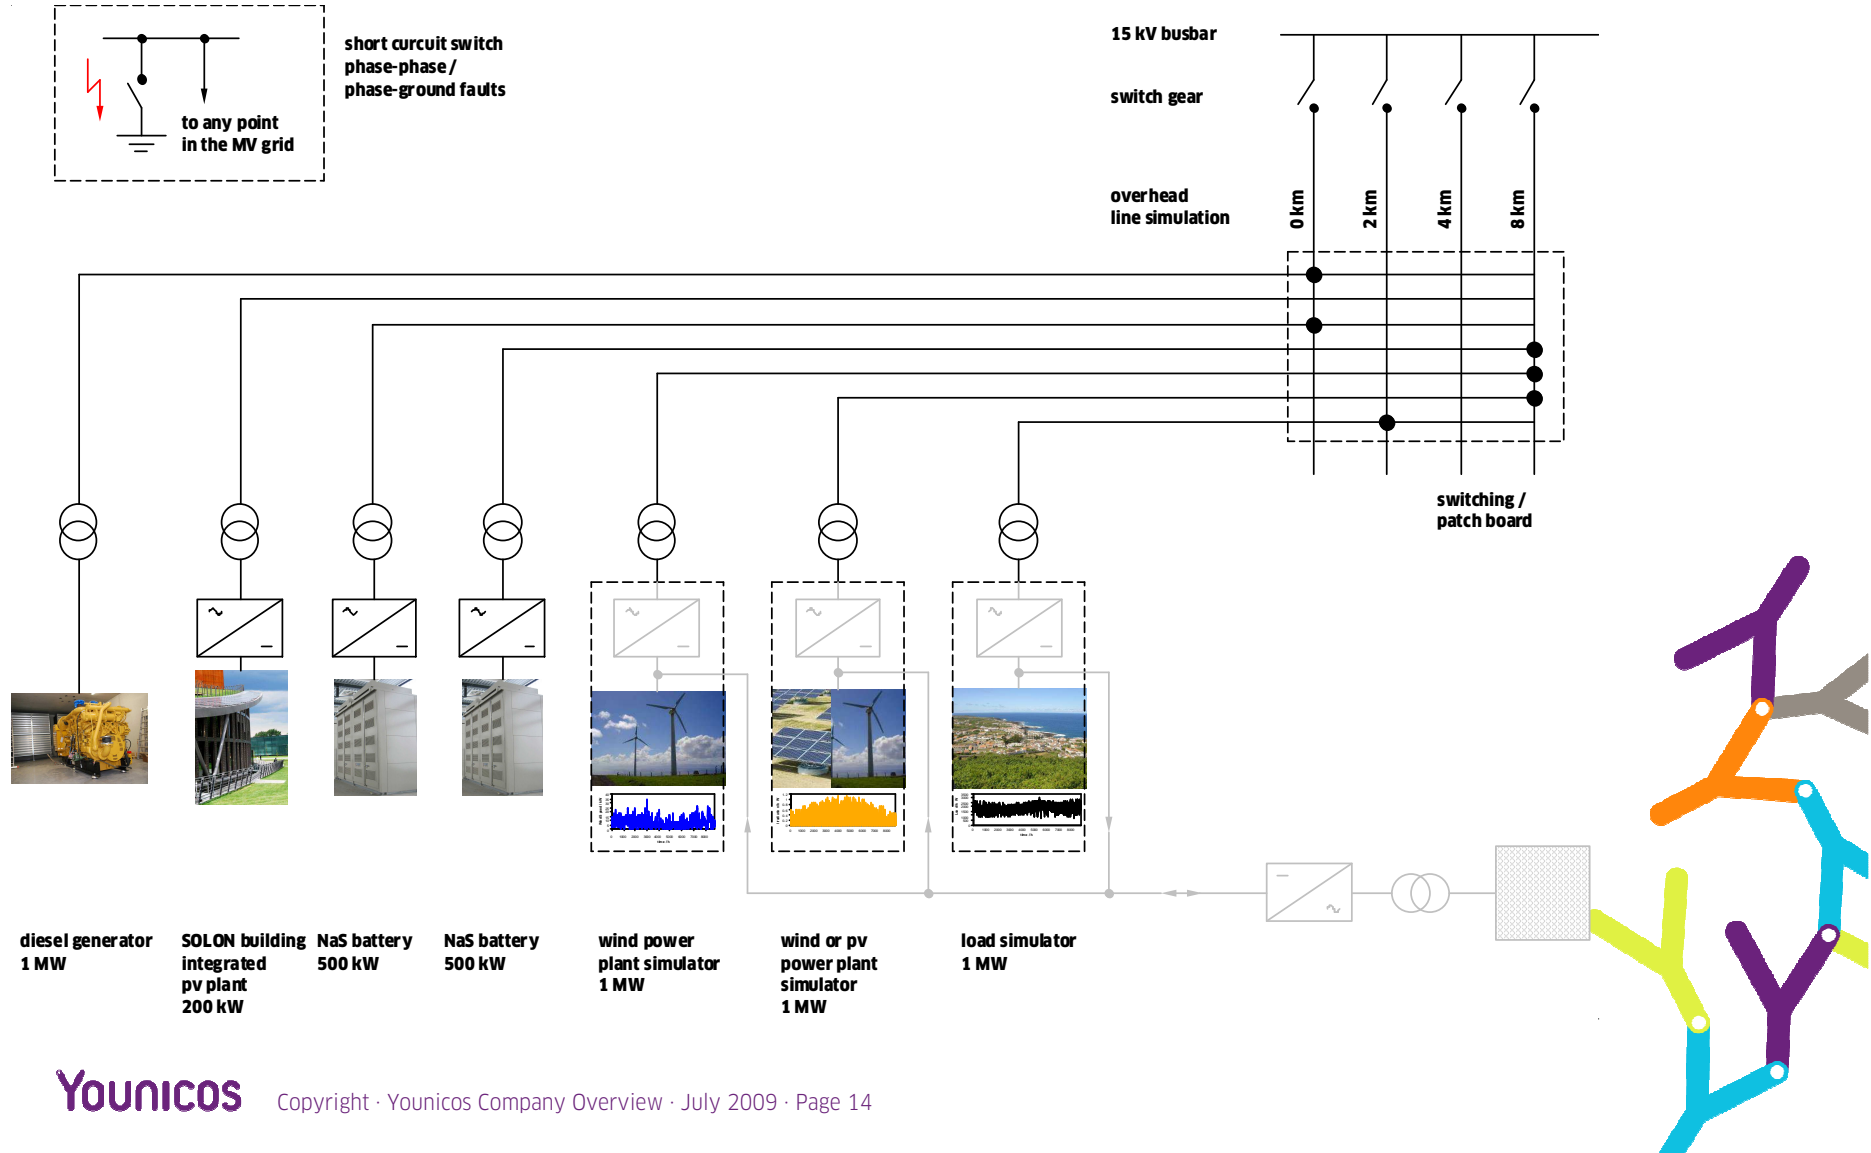 short curcuit switch
phase-phase /
phase-ground faults
to any point
in the MV grid
15 kV busbar
switch gear
overhead
line simulation
0 km
2 km
4 km
8 km
switching /
patch board
diesel generator
1 MW
SOLON building
integrated
pv plant
200 kW
NaS battery
500 kW
NaS battery
500 kW
wind power
plant simulator
1 MW
wind or pv
power plant
simulator
1 MW
load simulator
1 MW
Younicos
Copyright · Younicos Company Overview · July 2009 · Page 14